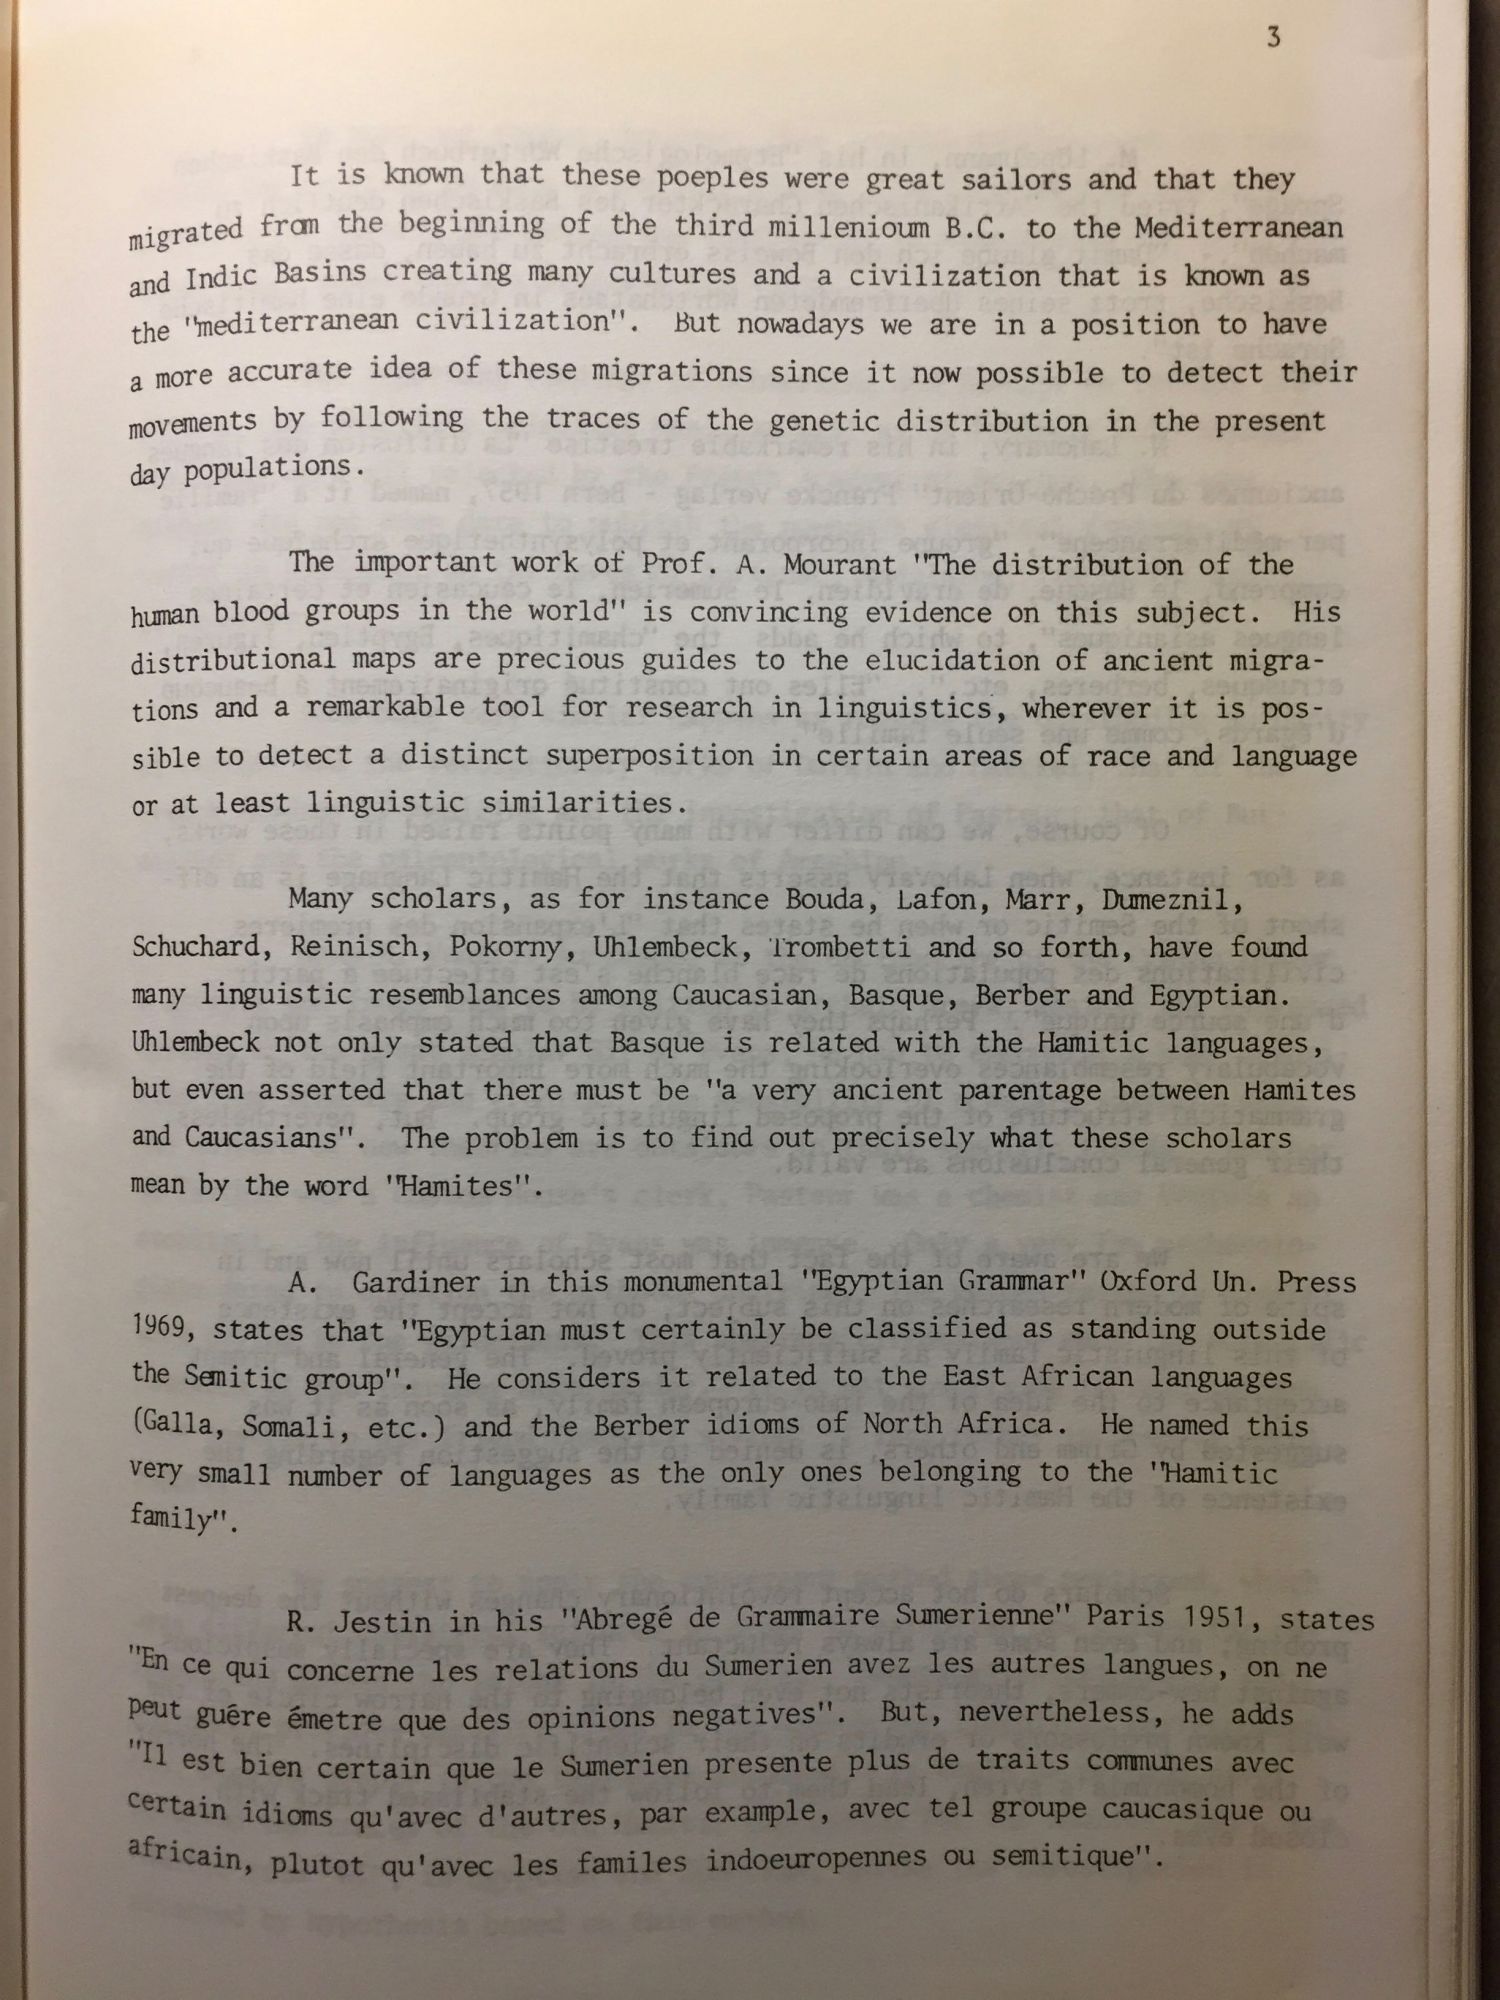 3
It is known that these poeples were great sailors and that they
migrated from the beginning of the third millenioum B.C. to the Mediterranean
and Indic Basins creating many cultures and a civilization that is known as
the "mediterranean civilization". But nowadays we are in a position to have
a more accurate idea of these migrations since it now possible to detect their
movements by following the traces of the genetic distribution in the present
day populations.
The important work of Prof. A. Mourant "The distribution of the
human blood groups in the world" is convincing evidence on this subject. His
distributional maps are precious guides to the elucidation of ancient migra-
tions and a remarkable tool for research in linguistics, wherever it is pos-
sible to detect a distinct superposition in certain areas of race and language
or at least linguistic similarities.
Many scholars, as for instance Bouda, Lafon, Marr, Dumeznil,
Schuchard, Reinisch, Pokorny, Uhlembeck, Trombetti and so forth, have found
many linguistic resemblances among Caucasian, Basque, Berber and Egyptian.
Uhlembeck not only stated that Basque is related with the Hamitic languages,
but even asserted that there must be "a very ancient parentage between Hamites
and Caucasians". The problem is to find out precisely what these scholars
mean by the word "Hamites".
A. Gardiner in this monumental "Egyptian Grammar" Oxford Un. Press
1969, states that "Egyptian must certainly be classified as standing outside
the Semitic group". He considers it related to the East African languages
(Galla, Somali, etc.) and the Berber idioms of North Africa. He named this
very small number of languages as the only ones belonging to the "Hamitic
family".
R. Jestin in his "Abregé de Grammaire Sumerienne" Paris 1951, states
"En ce qui concerne les relations du Sumerien avez les autres langues, on ne
peut guére émetre que des opinions negatives". But, nevertheless, he adds
"Il est bien certain que le Sumerien presente plus de traits communes avec
certain idioms qu'avec d'autres, par example, avec tel groupe caucasique ou
africain, plutot qu'avec les familes indoeuropennes ou semitique".